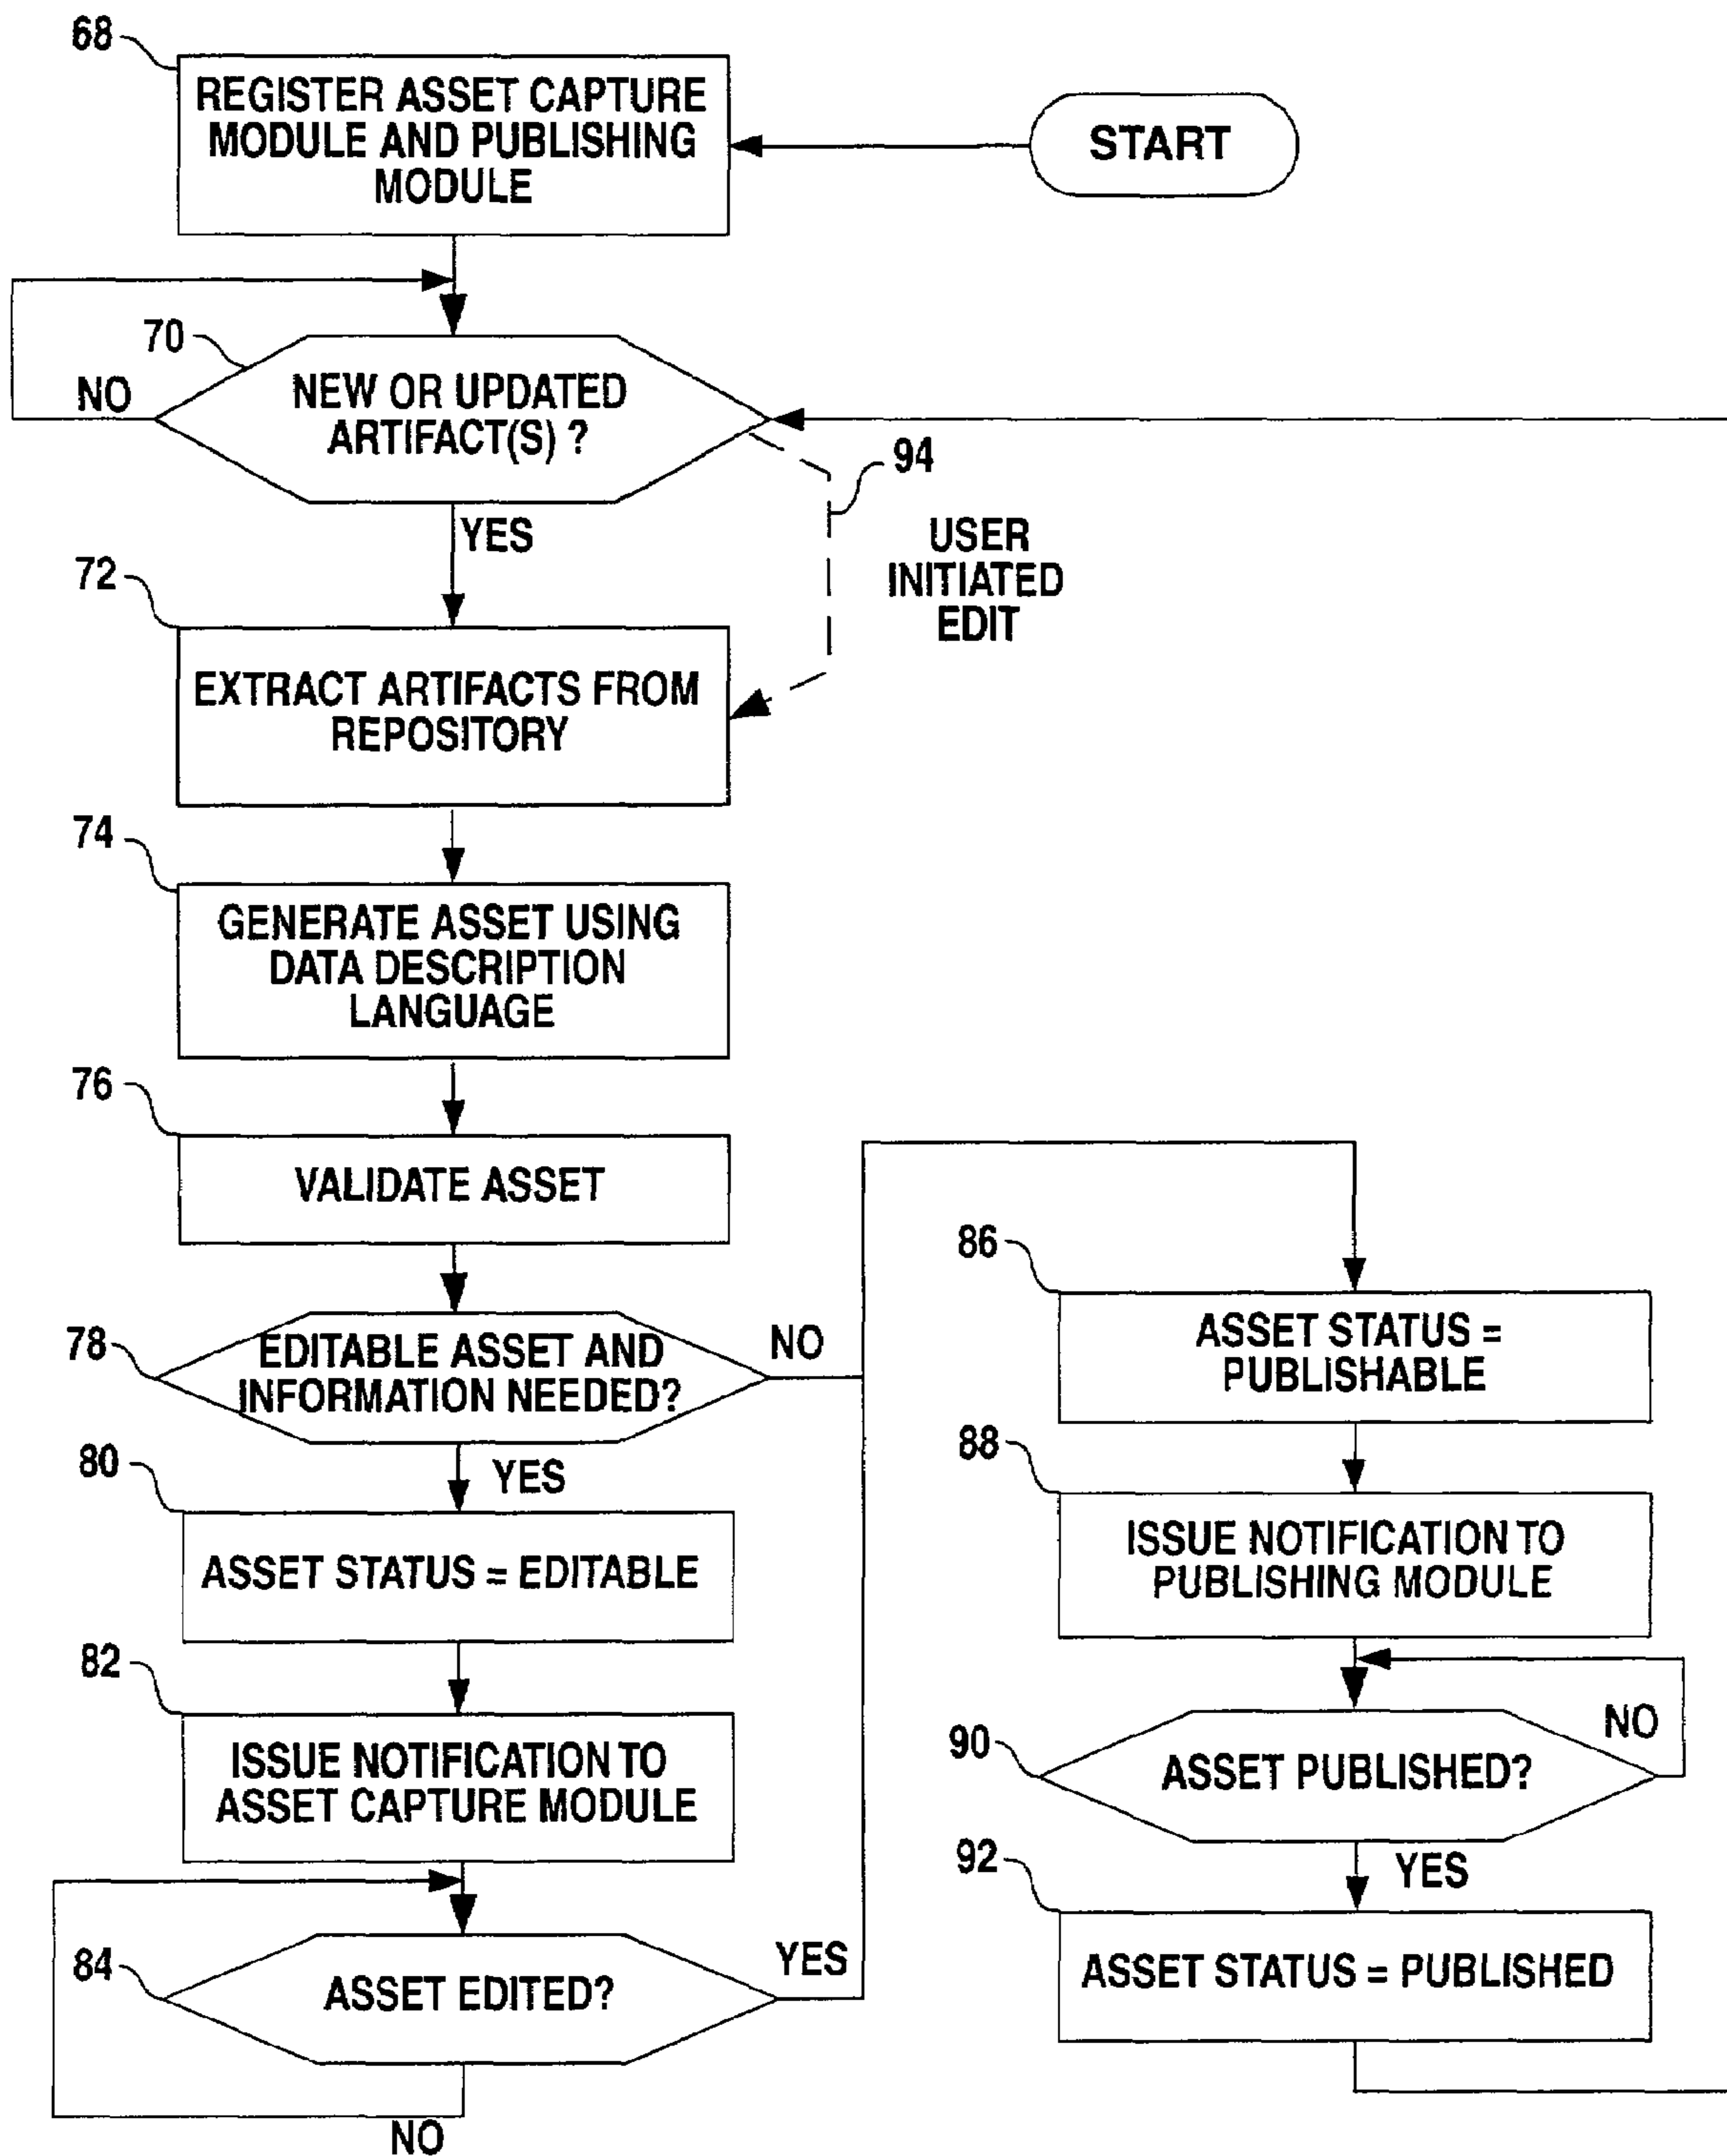 68
REGISTER ASSET CAPTURE
MODULE AND PUBLISHING
MODULE
START
70
NO
NEW OR UPDATED
ARTIFACT(S) ?
94
YES
USER
INITIATED
EDIT
72
EXTRACT ARTIFACTS FROM
REPOSITORY
74
GENERATE ASSET USING
DATA DESCRIPTION
LANGUAGE
76
VALIDATE ASSET
78
EDITABLE ASSET AND
INFORMATION NEEDED?
NO
YES
80
ASSET STATUS = EDITABLE
82
ISSUE NOTIFICATION TO
ASSET CAPTURE MODULE
84
ASSET EDITED?
YES
NO
86
ASSET STATUS =
PUBLISHABLE
88
ISSUE NOTIFICATION TO
PUBLISHING MODULE
90
ASSET PUBLISHED?
NO
YES
92
ASSET STATUS = PUBLISHED